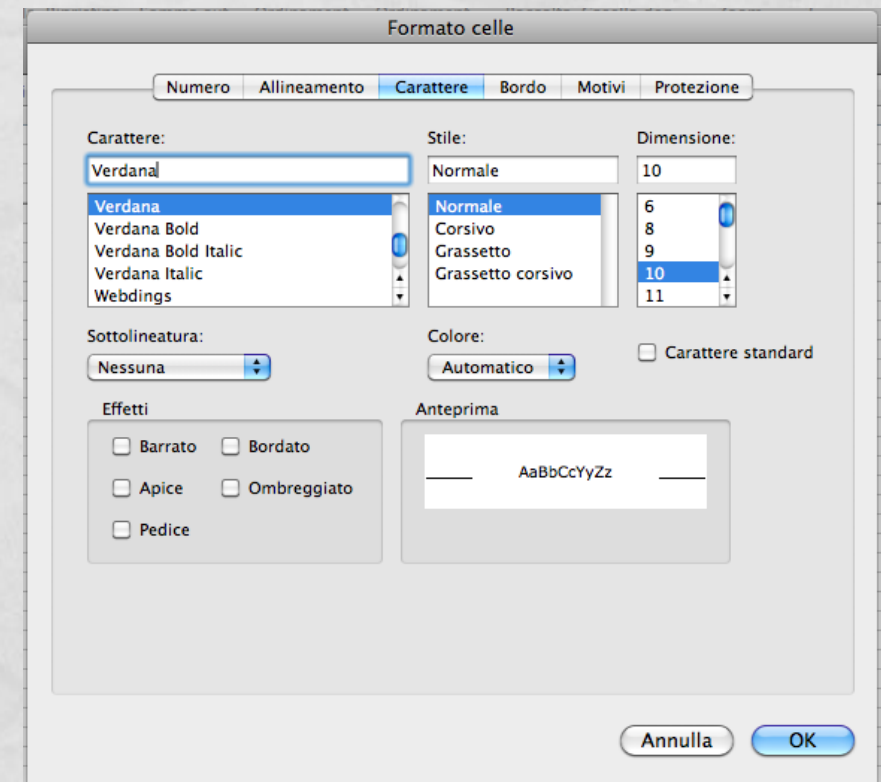 Formato celle
Numero Allineamento Carattere Bordo Motivi Protezione
Carattere: Stile: Dimensione:
Verdana Normale 10
Verdana Normale 6
Verdana Bold Corsivo 8
Verdana Bold Italic Grassetto 9
Verdana Italic Grassetto corsivo 10
Webdings 11
Sottolineatura: Colore:
Nessuna Automatico Carattere standard
Effetti Anteprima
Barrato Bordato
AaBbCcYyZz
Apice Ombreggiato
Pedice
Annulla OK